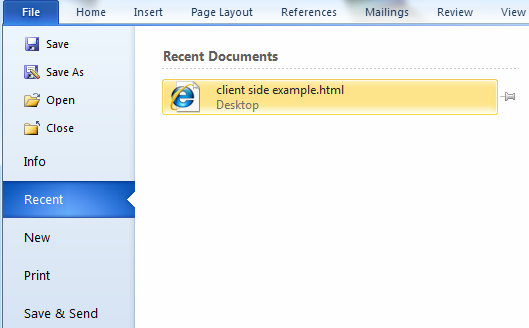 File Home Insert Page Layout References Mailings Review View
Save
Save As
Open
Close
Info
Recent
New
Print
Save & Send
Recent Documents
client side example.html
Desktop